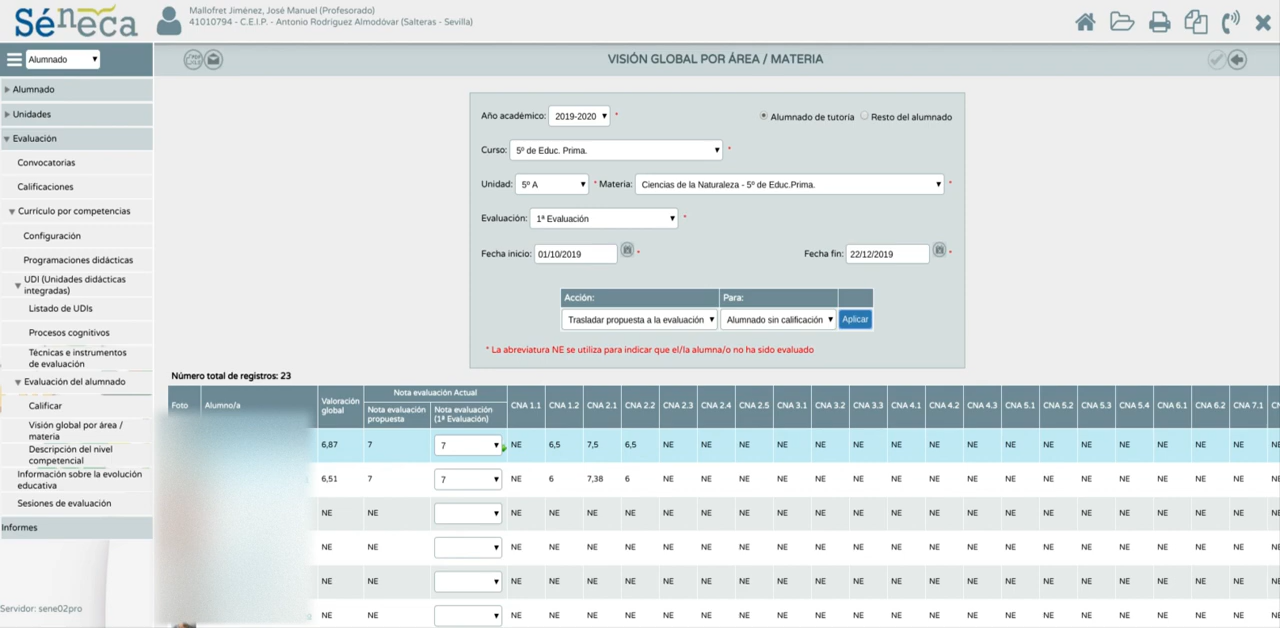 Séneca
Mallofret Jiménez, José Manuel (Profesorado)
41010794 - C.E.I.P. - Antonio Rodríguez Almodóvar (Salteras - Sevilla)
Alumnado
VISIÓN GLOBAL POR ÁREA / MATERIA
Alumnado
Unidades
Evaluación
Convocatorias
Calificaciones
Currículo por competencias
Configuración
Programaciones didácticas
UDI (Unidades didácticas
integradas)
Listado de UDIs
Procesos cognitivos
Técnicas e instrumentos
de evaluación
Evaluación del alumnado
Calificar
Visión global por área /
materia
Descripción del nivel
competencial
Información sobre la evolución
educativa
Sesiones de evaluación
Informes
Servidor: sene02pro
Año académico: 2019-2020 * Alumnado de tutoría Resto del alumnado
Curso: 5º de Educ. Prima. *
Unidad: 5º A * Materia: Ciencias de la Naturaleza - 5º de Educ.Prima. *
Evaluación: 1ª Evaluación *
Fecha inicio: 01/10/2019 * Fecha fin: 22/12/2019 *
Acción: Para:
Trasladar propuesta a la evaluación Alumnado sin calificación Aplicar
* La abreviatura NE se utiliza para indicar que el/la alumna/o no ha sido evaluado
Número total de registros: 23
Foto Alumno/a Valoración global Nota evaluación Actual Nota evaluación propuesta Nota evaluación (1ª Evaluación) CNA 1.1 CNA 1.2 CNA 2.1 CNA 2.2 CNA 2.3 CNA 2.4 CNA 2.5 CNA 3.1 CNA 3.2 CNA 3.3 CNA 4.1 CNA 4.2 CNA 4.3 CNA 5.1 CNA 5.2 CNA 5.3 CNA 5.4 CNA 6.1 CNA 6.2 CNA 7.1
6,87 7 7 NE 6,5 7,5 6,5 NE NE NE NE NE NE NE NE NE NE NE NE NE NE NE NE NE
6,51 7 7 NE 6 7,38 6 NE NE NE NE NE NE NE NE NE NE NE NE NE NE NE NE NE
NE NE NE NE NE NE NE NE NE NE NE NE NE NE NE NE NE NE NE NE NE NE NE
NE NE NE NE NE NE NE NE NE NE NE NE NE NE NE NE NE NE NE NE NE NE NE
NE NE NE NE NE NE NE NE NE NE NE NE NE NE NE NE NE NE NE NE NE NE NE
NE NE NE NE NE NE NE NE NE NE NE NE NE NE NE NE NE NE NE NE NE NE NE